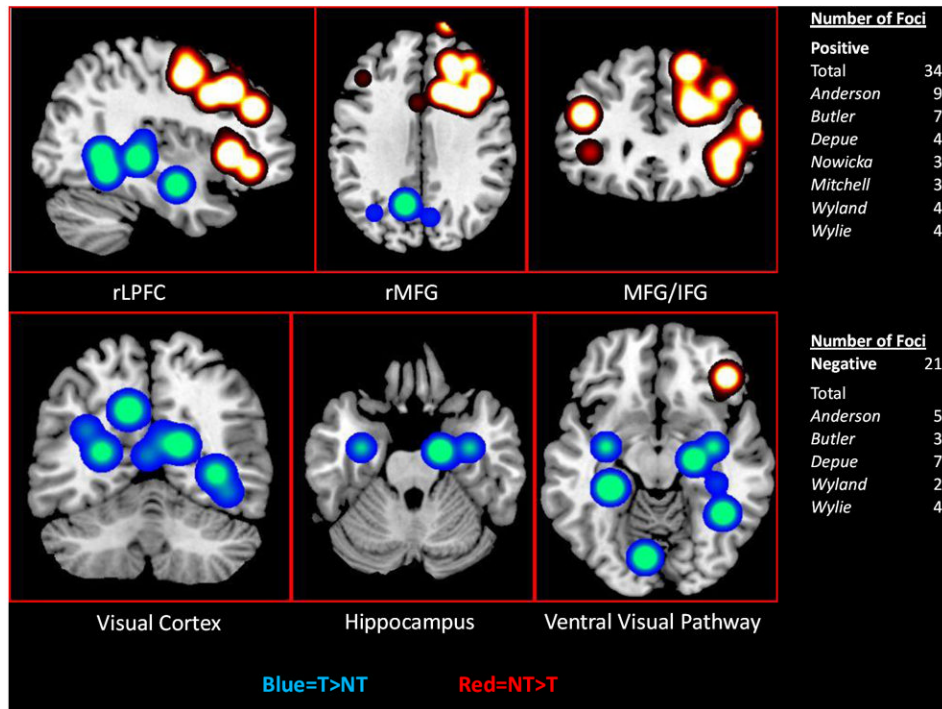 Number of Foci
Positive
Total 34
Anderson 9
Butler 7
Depue 4
Nowicka 3
Mitchell 3
Wyland 4
Wylie 4
rLPFC rMFG MFG/IFG
Number of Foci
Negative 21
Total
Anderson 5
Butler 3
Depue 7
Wyland 2
Wylie 4
Visual Cortex Hippocampus Ventral Visual Pathway
Blue=T>NT Red=NT>T